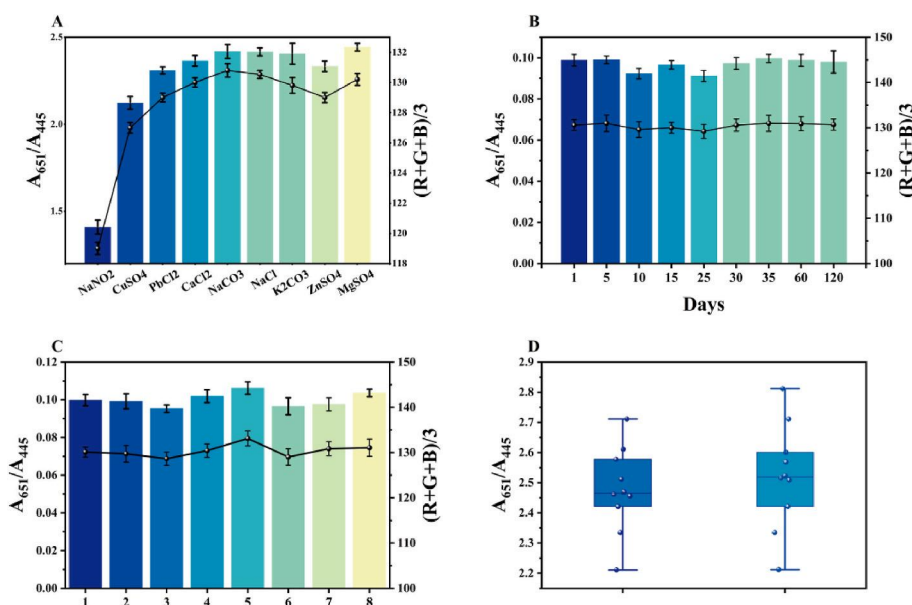 A
2.5
2.0
1.5
A651/A445
132
130
128
126
124
122
120
118
(R+G+B)/3
NaNO2
CuSO4
PbCl2
CaCl2
NaCO3
NaCl
K2CO3
ZnSO4
MgSO4
B
0.10
0.08
0.06
0.04
0.02
0.00
A651/A445
150
140
130
110
100
(R+G+B)/3
1 5 10 15 25 30 35 60 120
Days
C
0.12
0.10
0.08
0.06
0.04
0.02
0.00
A651/A445
150
140
130
110
100
(R+G+B)/3
1 2 3 4 5 6 7 8
D
2.9
2.8
2.7
2.6
2.5
2.4
2.3
2.2
A651/A445